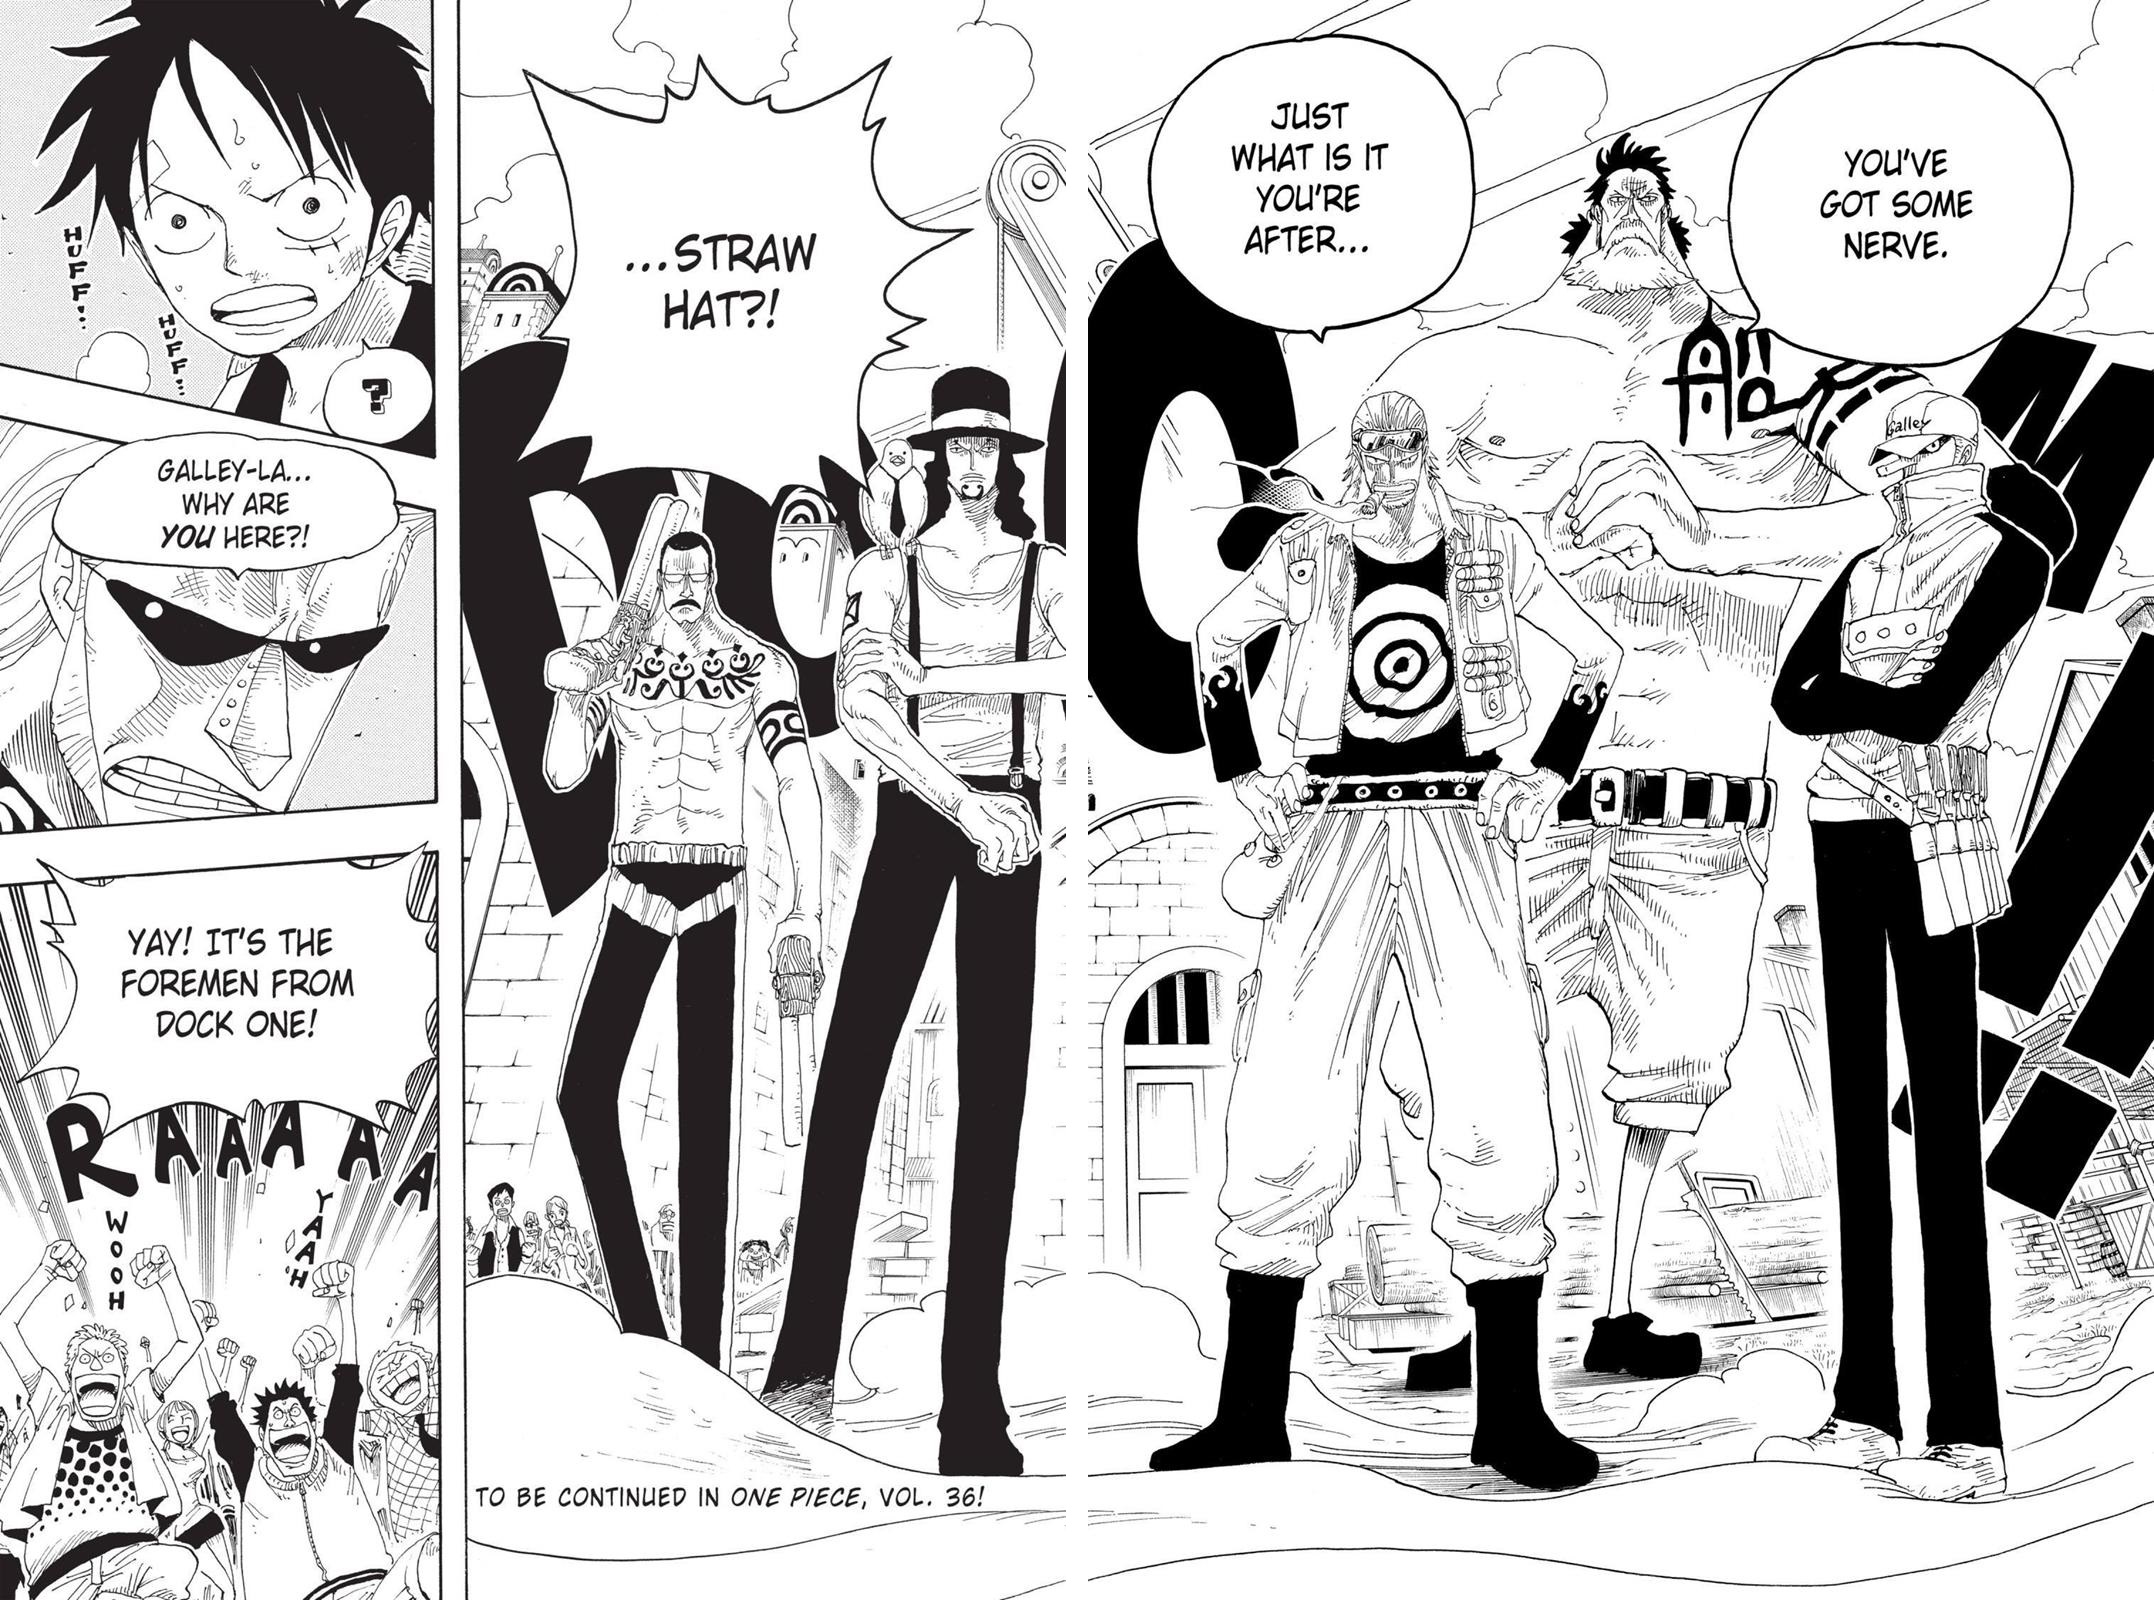 YOU'VE
GOT SOME
NERVE.
JUST
WHAT IS IT
YOU'RE
AFTER...
Galley
...STRAW
HAT?!
TO BE CONTINUED IN ONE PIECE, VOL. 36!
HUFF...
HUFF...
?
GALLEY-LA...
WHY ARE
YOU HERE?!
YAY! IT'S THE
FOREMEN FROM
DOCK ONE!
RAAAAA
WOOH
YAAH